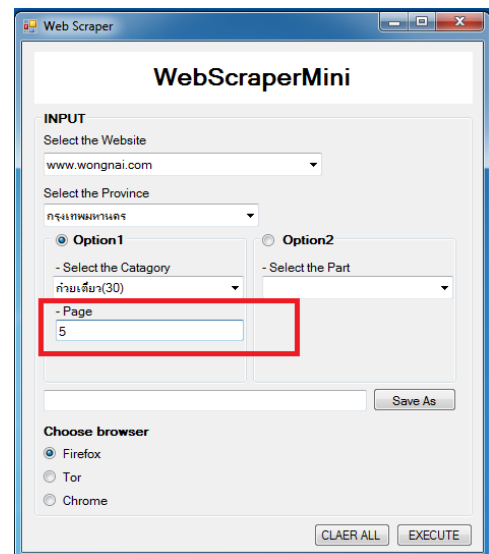 Web Scraper
WebScraperMini
INPUT
Select the Website
www.wongnai.com
Select the Province
กรุงเทพมหานคร
Option1
Option2
- Select the Catagory
- Select the Part
ก๋วยเตี๋ยว(30)
- Page
5
Save As
Choose browser
Firefox
Tor
Chrome
CLAER ALL
EXECUTE